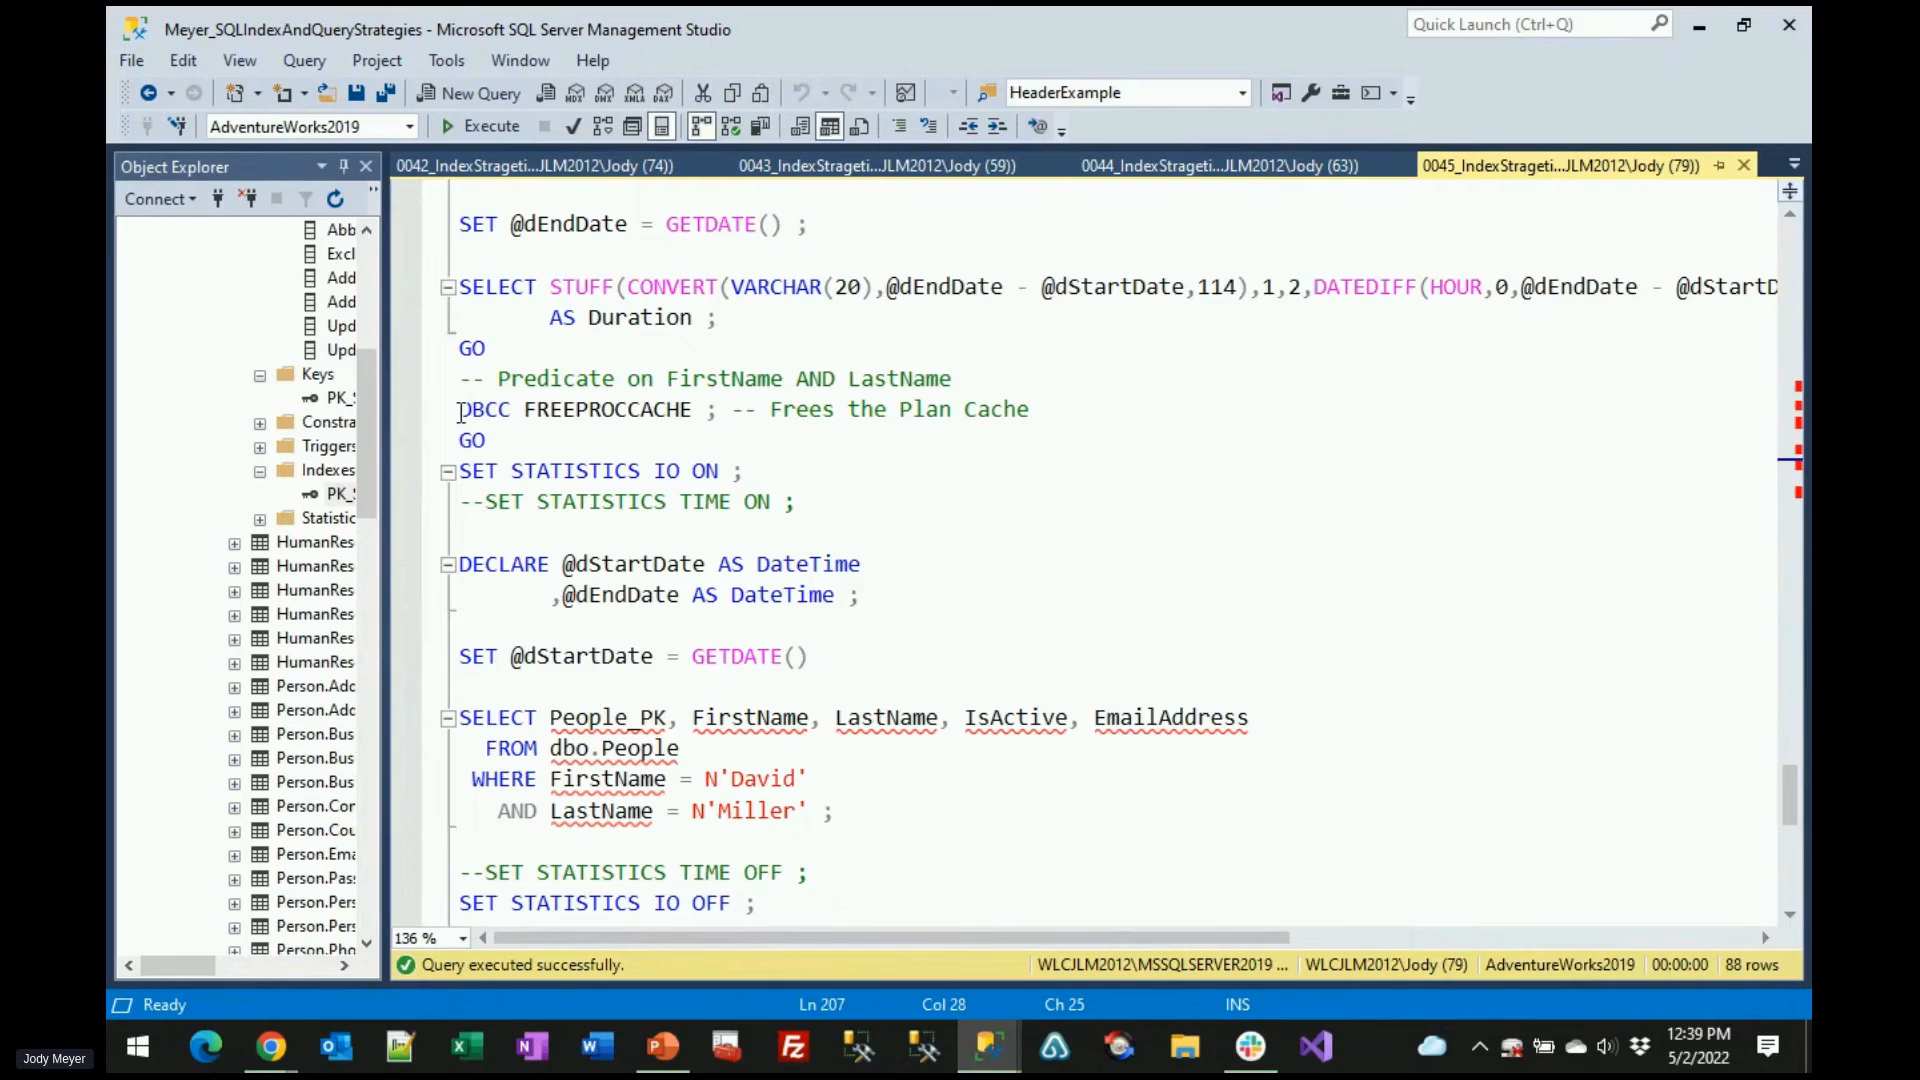 Meyer_SQLIndexAndQueryStrategies - Microsoft SQL Server Management Studio
Quick Launch (Ctrl+Q)
File Edit View Query Project Tools Window Help
New Query
HeaderExample
AdventureWorks2019
Execute
Object Explorer
0042_IndexStrageti...JLM2012\Jody (74))
0043_IndexStrageti...JLM2012\Jody (59))
0044_IndexStrageti...JLM2012\Jody (63))
0045_IndexStrageti...JLM2012\Jody (79))
Connect
Abb
Excl
Add
Add
Upd
Upd
Keys
PK_S
Constra
Triggers
Indexes
PK_S
Statistic
HumanRes
HumanRes
HumanRes
HumanRes
HumanRes
HumanRes
Person.Add
Person.Add
Person.Bus
Person.Bus
Person.Bus
Person.Cor
Person.Cou
Person.Ema
Person.Pas
Person.Pers
Person.Pers
Person.Pho
SET @dEndDate = GETDATE() ;
SELECT STUFF(CONVERT(VARCHAR(20),@dEndDate - @dStartDate,114),1,2,DATEDIFF(HOUR,0,@dEndDate - @dStartD
AS Duration ;
GO
-- Predicate on FirstName AND LastName
DBCC FREEPROCCACHE ; -- Frees the Plan Cache
GO
SET STATISTICS IO ON ;
--SET STATISTICS TIME ON ;
DECLARE @dStartDate AS DateTime
,@dEndDate AS DateTime ;
SET @dStartDate = GETDATE()
SELECT People_PK, FirstName, LastName, IsActive, EmailAddress
FROM dbo.People
WHERE FirstName = N'David'
AND LastName = N'Miller' ;
--SET STATISTICS TIME OFF ;
SET STATISTICS IO OFF ;
136 %
Query executed successfully.
WLCJLM2012\MSSQLSERVER2019 ...
WLCJLM2012\Jody (79)
AdventureWorks2019
00:00:00
88 rows
Ready
Ln 207
Col 28
Ch 25
INS
Jody Meyer
12:39 PM
5/2/2022